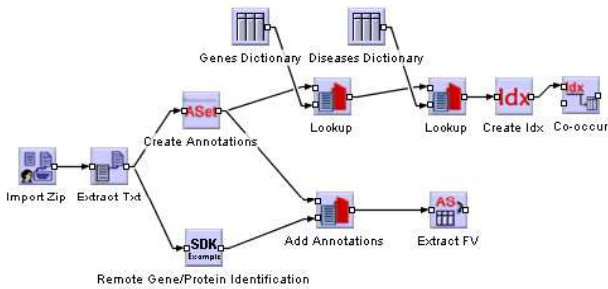 Genes Dictionary
Diseases Dictionary
ASet
Create Annotations
Lookup
Lookup
Idx
Create Idx
Idx
Co-occur
Import Zip
Extract Txt
SDK
Example
Remote Gene/Protein Identification
Add Annotations
AS
Extract FV